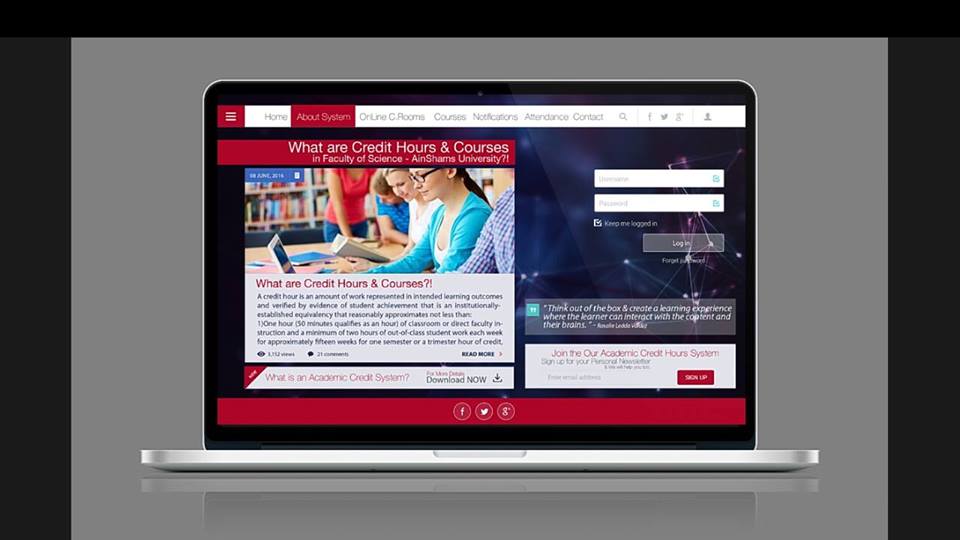 Home About System OnLine C.Rooms Courses Notifications Attendance Contact
What are Credit Hours & Courses
in Faculty of Science - AinShams University?!
08 JUNE, 2016
Username
Password
Keep me logged in
Log in
Forget password
What are Credit Hours & Courses?!
A credit hour is an amount of work represented in intended learning outcomes
and verified by evidence of student achievement that is an institutionally-
established equivalency that reasonably approximates not less than:
1)One hour (50 minutes qualifies as an hour) of classroom or direct faculty in-
struction and a minimum of two hours of out-of-class student work each week
for approximately fifteen weeks for one semester or a trimester hour of credit,
3,152 views 21 comments READ MORE
" Think out of the box & create a learning experience
where the learner can interact with the content and
their brains. " - Rosalie Ledda
Join the Our Academic Credit Hours System
Sign up for your Personal Newsletter
& We will help you too.
Enter email address SIGN UP
NEW
What is an Academic Credit System?
For More Details
Download NOW